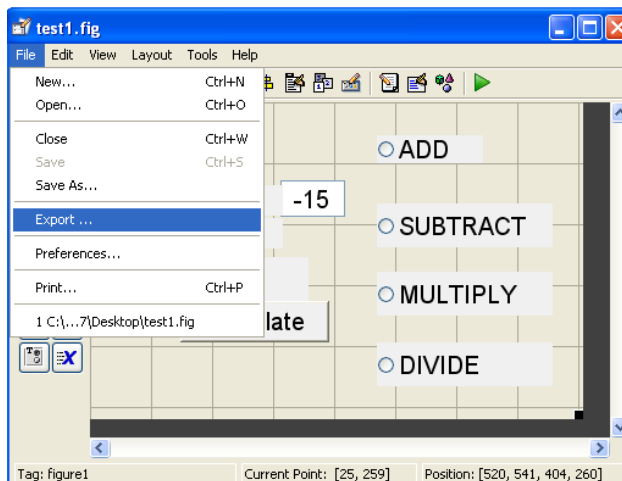 test1.fig
File Edit View Layout Tools Help
New... Ctrl+N
Open... Ctrl+O
Close Ctrl+W
Save Ctrl+S
Save As...
Export ...
Preferences...
Print... Ctrl+P
1 C:\...7\Desktop\test1.fig
ADD
-15
SUBTRACT
MULTIPLY
late
DIVIDE
Tag: figure1 Current Point: [25, 259] Position: [520, 541, 404, 260]